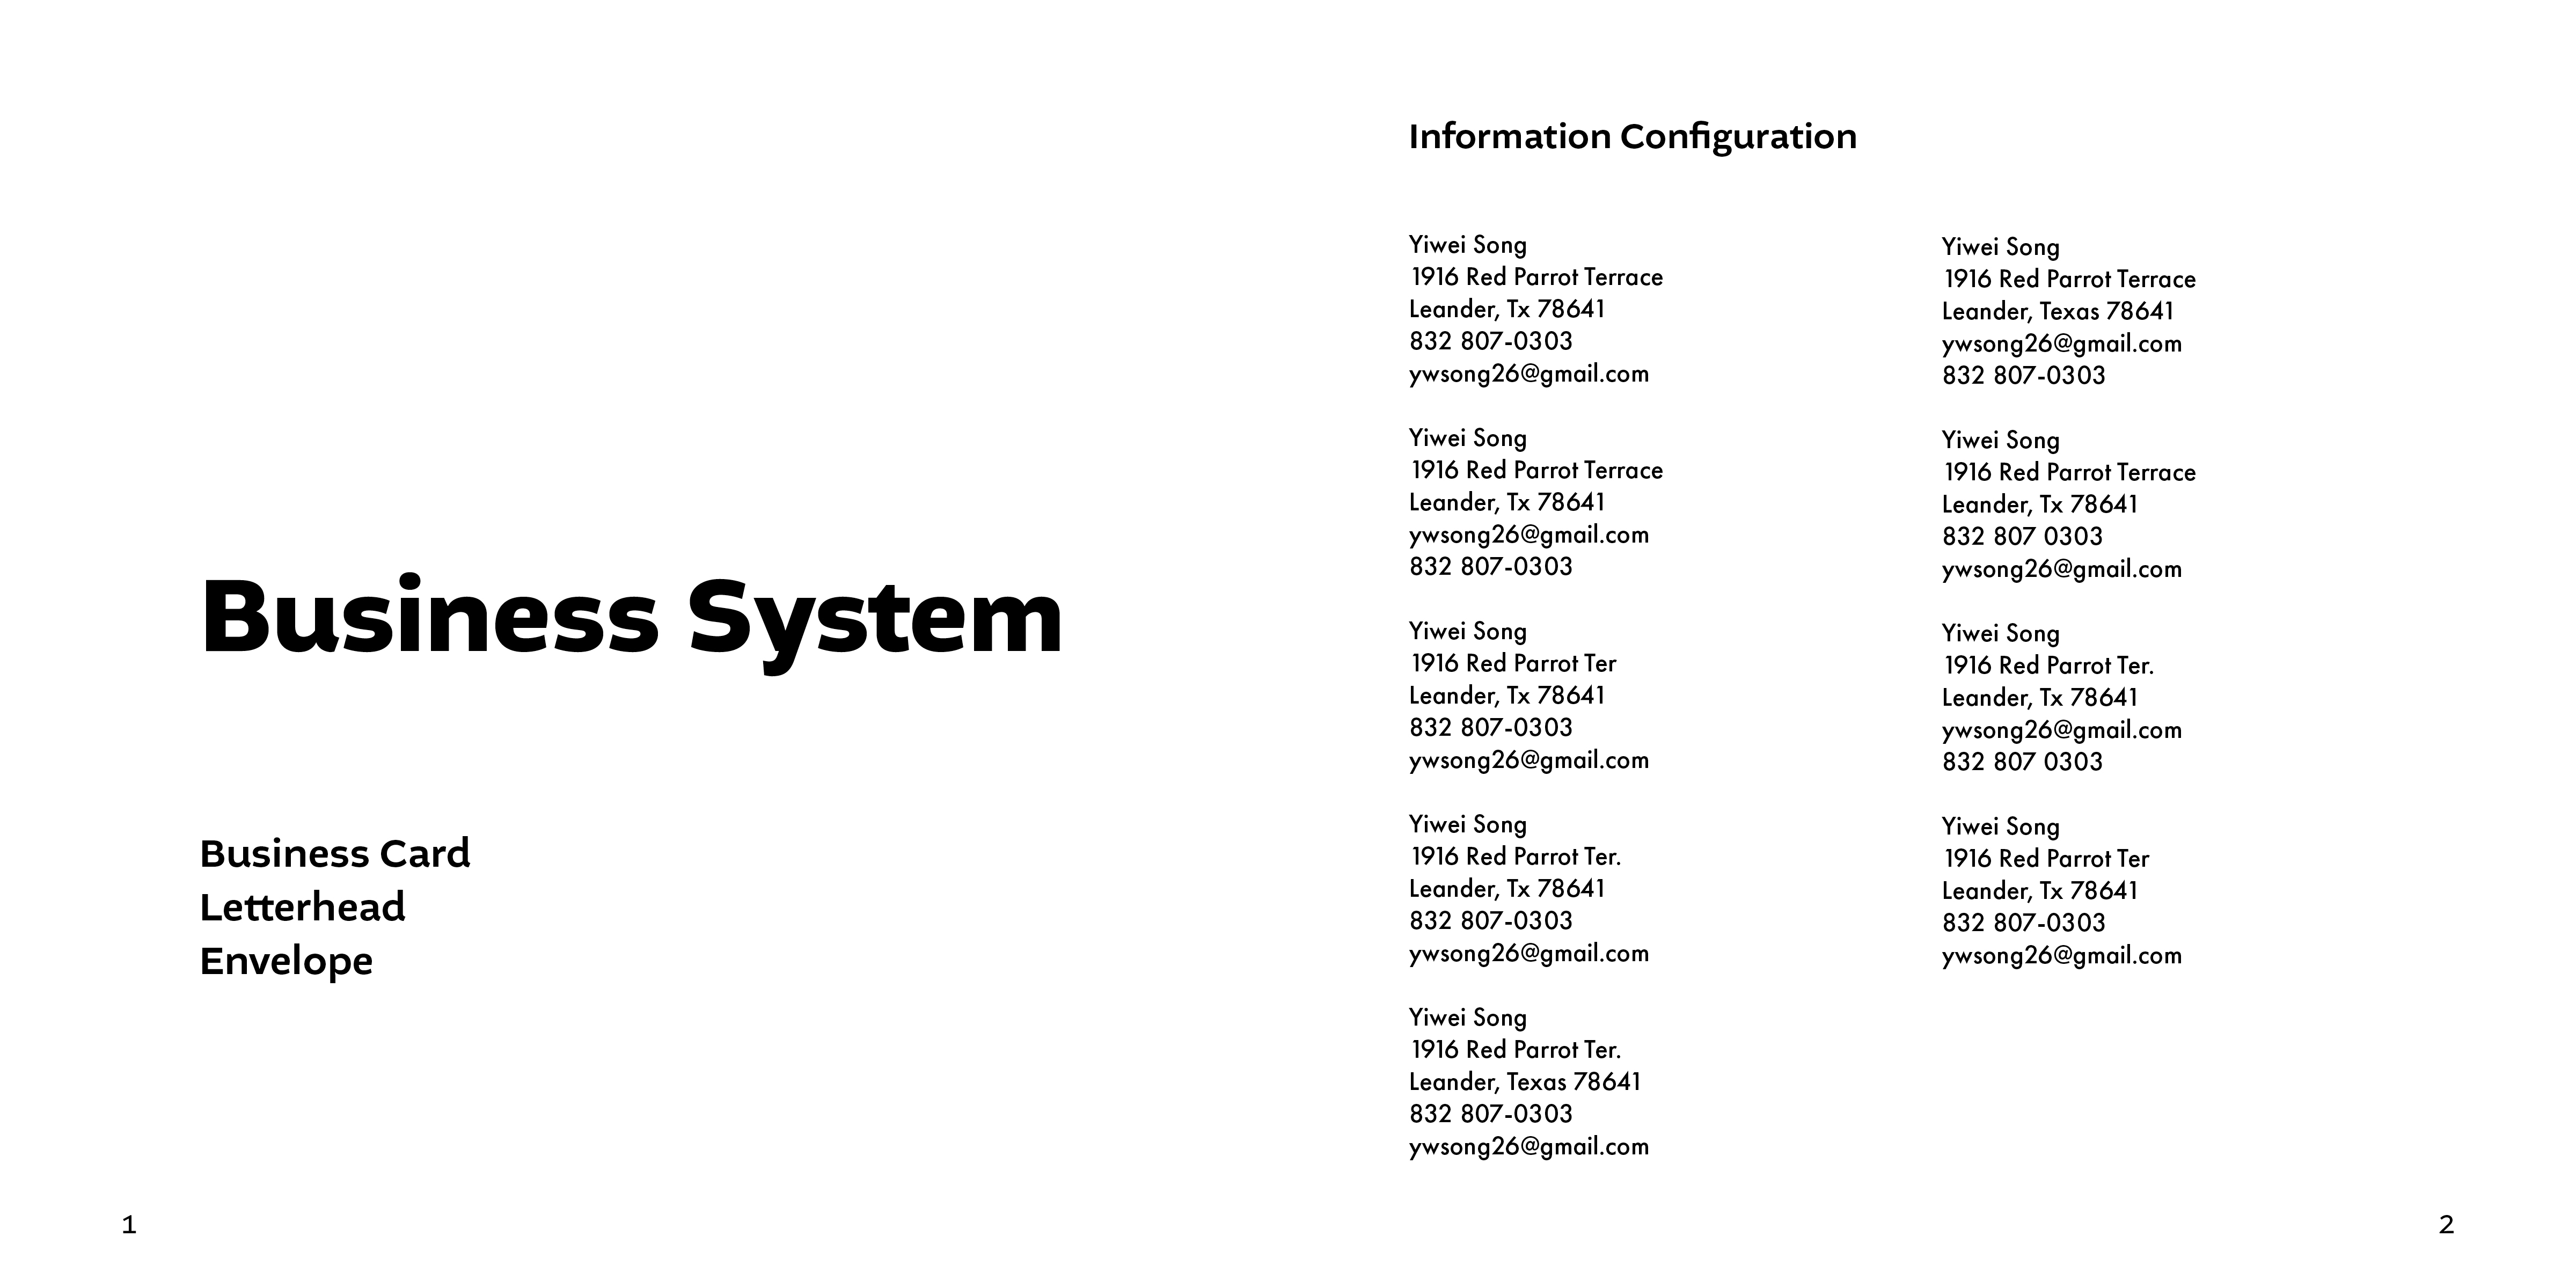 Business System
Business Card
Letterhead
Envelope
1
Information Configuration
Yiwei Song
1916 Red Parrot Terrace
Leander, Tx 78641
832 807-0303
ywsong26@gmail.com
Yiwei Song
1916 Red Parrot Terrace
Leander, Tx 78641
ywsong26@gmail.com
832 807-0303
Yiwei Song
1916 Red Parrot Ter
Leander, Tx 78641
832 807-0303
ywsong26@gmail.com
Yiwei Song
1916 Red Parrot Ter.
Leander, Tx 78641
832 807-0303
ywsong26@gmail.com
Yiwei Song
1916 Red Parrot Ter.
Leander, Texas 78641
832 807-0303
ywsong26@gmail.com
Yiwei Song
1916 Red Parrot Terrace
Leander, Texas 78641
ywsong26@gmail.com
832 807-0303
Yiwei Song
1916 Red Parrot Terrace
Leander, Tx 78641
832 807 0303
ywsong26@gmail.com
Yiwei Song
1916 Red Parrot Ter.
Leander, Tx 78641
ywsong26@gmail.com
832 807 0303
Yiwei Song
1916 Red Parrot Ter
Leander, Tx 78641
832 807-0303
ywsong26@gmail.com
2